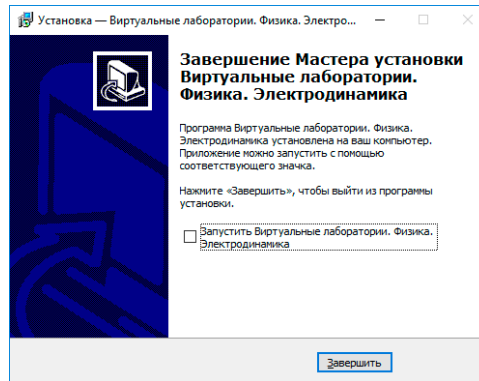 Установка — Виртуальные лаборатории. Физика. Электро...
Завершение Мастера установки
Виртуальные лаборатории.
Физика. Электродинамика
Программа Виртуальные лаборатории. Физика.
Электродинамика установлена на ваш компьютер.
Приложение можно запустить с помощью
соответствующего значка.
Нажмите «Завершить», чтобы выйти из программы
установки.
Запустить Виртуальные лаборатории. Физика.
Электродинамика
Завершить